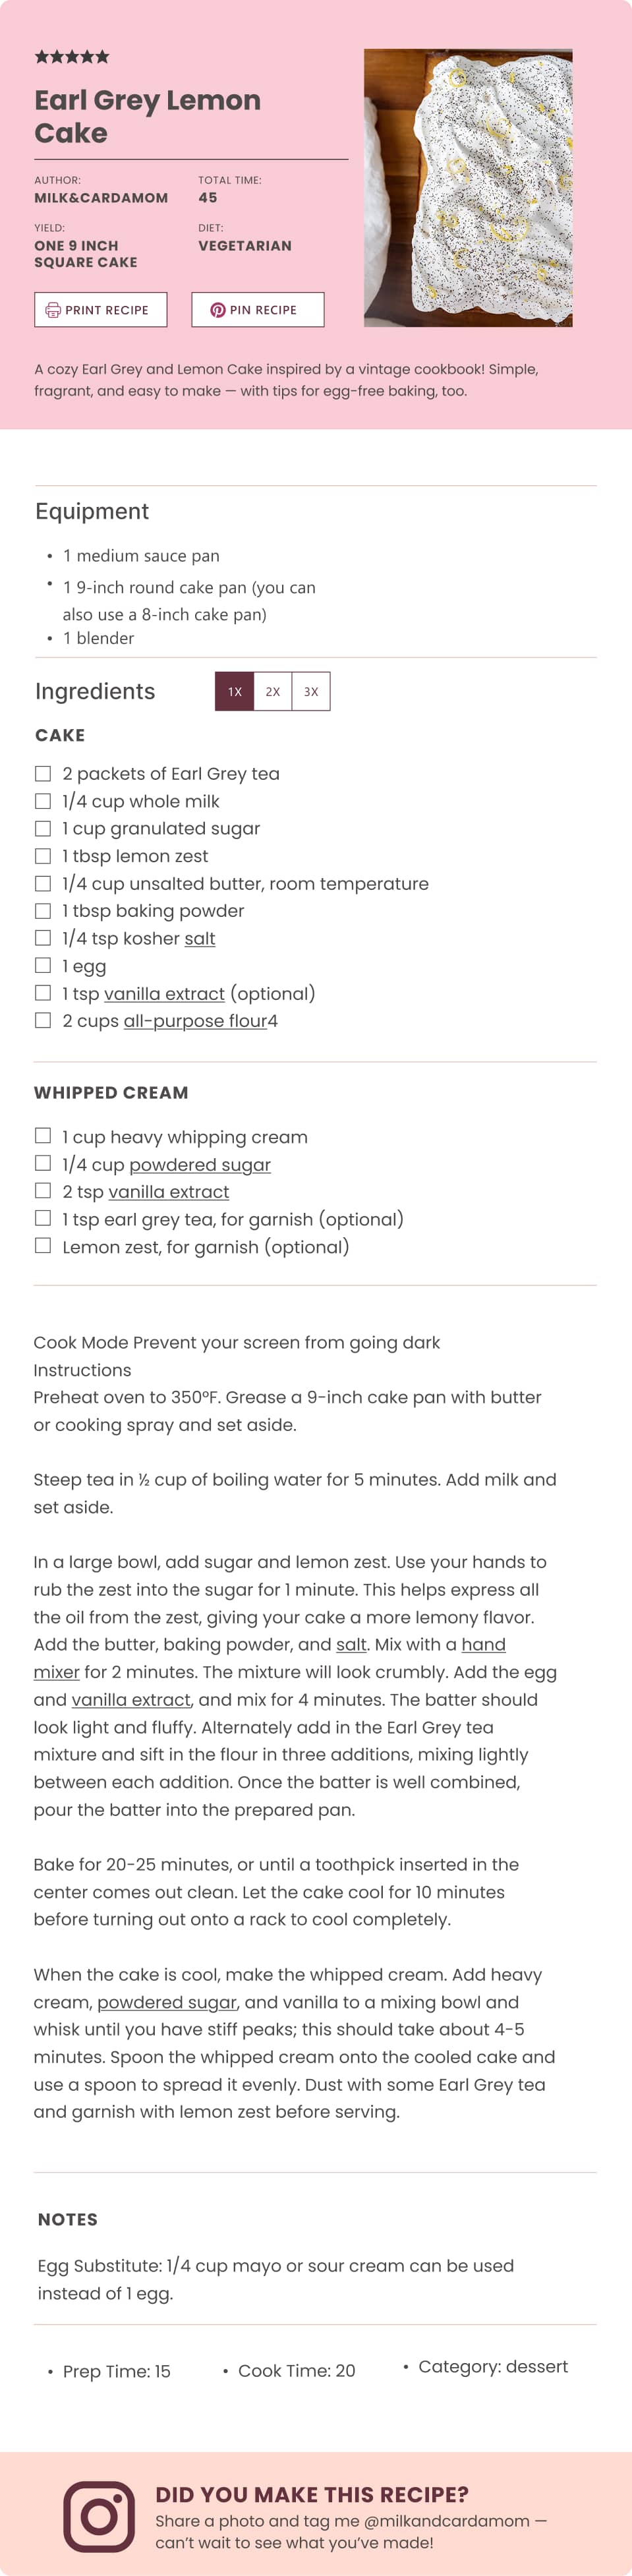 ★★★★★
Earl Grey Lemon
Cake
AUTHOR:
MILK&CARDAMOM
TOTAL TIME:
45
YIELD:
ONE 9 INCH
SQUARE CAKE
DIET:
VEGETARIAN
PRINT RECIPE
PIN RECIPE
A cozy Earl Grey and Lemon Cake inspired by a vintage cookbook! Simple,
fragrant, and easy to make — with tips for egg-free baking, too.
Equipment
• 1 medium sauce pan
• 1 9-inch round cake pan (you can
also use a 8-inch cake pan)
• 1 blender
Ingredients
1X 2X 3X
CAKE
2 packets of Earl Grey tea
1/4 cup whole milk
1 cup granulated sugar
1 tbsp lemon zest
1/4 cup unsalted butter, room temperature
1 tbsp baking powder
1/4 tsp kosher salt
1 egg
1 tsp vanilla extract (optional)
2 cups all-purpose flour4
WHIPPED CREAM
1 cup heavy whipping cream
1/4 cup powdered sugar
2 tsp vanilla extract
1 tsp earl grey tea, for garnish (optional)
Lemon zest, for garnish (optional)
Cook Mode Prevent your screen from going dark
Instructions
Preheat oven to 350°F. Grease a 9-inch cake pan with butter
or cooking spray and set aside.
Steep tea in ½ cup of boiling water for 5 minutes. Add milk and
set aside.
In a large bowl, add sugar and lemon zest. Use your hands to
rub the zest into the sugar for 1 minute. This helps express all
the oil from the zest, giving your cake a more lemony flavor.
Add the butter, baking powder, and salt. Mix with a hand
mixer for 2 minutes. The mixture will look crumbly. Add the egg
and vanilla extract, and mix for 4 minutes. The batter should
look light and fluffy. Alternately add in the Earl Grey tea
mixture and sift in the flour in three additions, mixing lightly
between each addition. Once the batter is well combined,
pour the batter into the prepared pan.
Bake for 20-25 minutes, or until a toothpick inserted in the
center comes out clean. Let the cake cool for 10 minutes
before turning out onto a rack to cool completely.
When the cake is cool, make the whipped cream. Add heavy
cream, powdered sugar, and vanilla to a mixing bowl and
whisk until you have stiff peaks; this should take about 4-5
minutes. Spoon the whipped cream onto the cooled cake and
use a spoon to spread it evenly. Dust with some Earl Grey tea
and garnish with lemon zest before serving.
NOTES
Egg Substitute: 1/4 cup mayo or sour cream can be used
instead of 1 egg.
• Prep Time: 15
• Cook Time: 20
• Category: dessert
DID YOU MAKE THIS RECIPE?
Share a photo and tag me @milkandcardamom —
can't wait to see what you've made!